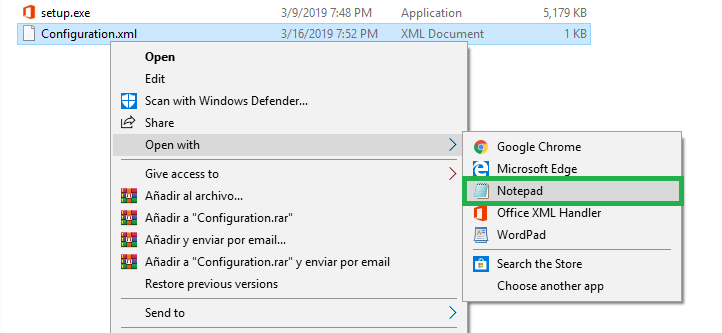 setup.exe 3/9/2019 7:48 PM Application 5,179 KB
Configuration.xml 3/16/2019 7:52 PM XML Document 1 KB
Open
Edit
Scan with Windows Defender...
Share
Open with
Give access to
Añadir al archivo...
Añadir a "Configuration.rar"
Añadir y enviar por email...
Añadir a "Configuration.rar" y enviar por email
Restore previous versions
Send to
Google Chrome
Microsoft Edge
Notepad
Office XML Handler
WordPad
Search the Store
Choose another app